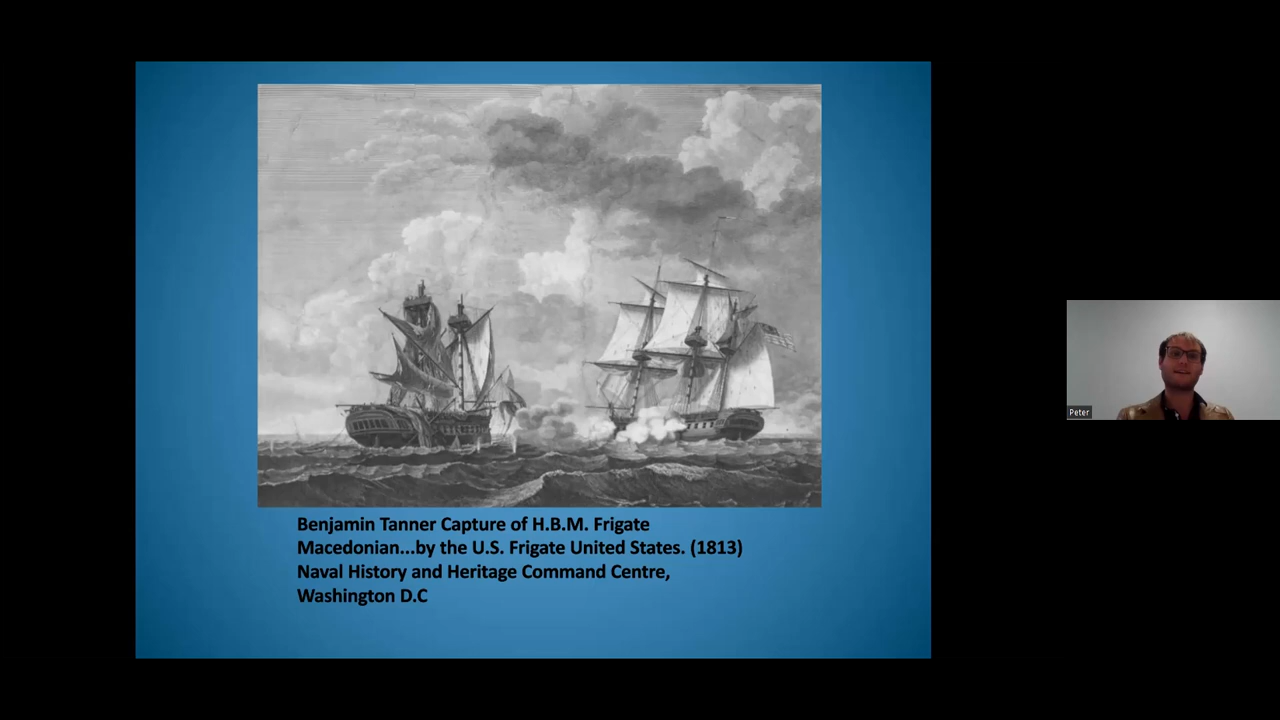 Benjamin Tanner Capture of H.B.M. Frigate
Macedonian...by the U.S. Frigate United States. (1813)
Naval History and Heritage Command Centre,
Washington D.C
Peter